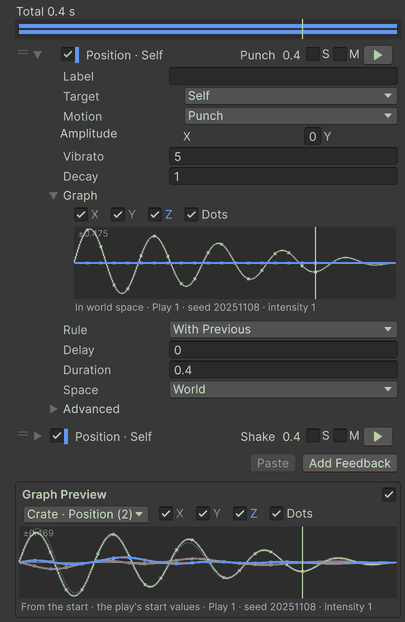 Total 0.4 s
Position · Self Punch 0.4 S M
Label
Target Self
Motion Punch
Amplitude X 0 Y
Vibrato 5
Decay 1
Graph
X Y Z Dots
±0.475
In world space · Play 1 · seed 20251108 · intensity 1
Rule With Previous
Delay 0
Duration 0.4
Space World
Advanced
Position · Self Shake 0.4 S M
Paste Add Feedback
Graph Preview
Crate · Position (2) X Y Z Dots
From the start · the play's start values · Play 1 · seed 20251108 · intensity 1